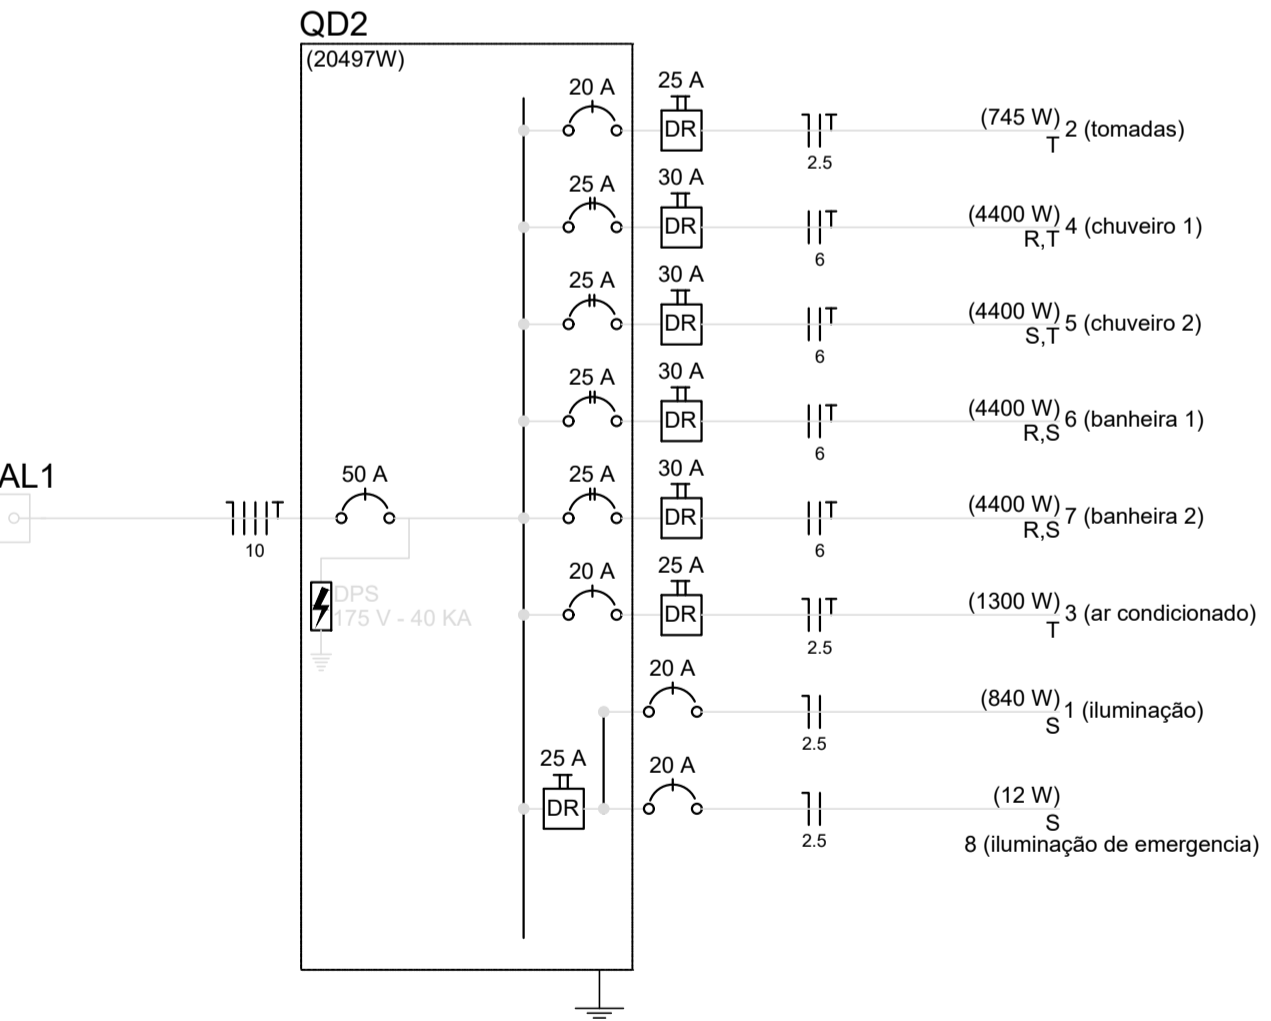 QD2
(20497W)
20 A
25 A
DR
T
2.5
(745 W)
T
2 (tomadas)
25 A
30 A
DR
T
6
(4400 W)
R,T
4 (chuveiro 1)
25 A
30 A
DR
T
6
(4400 W)
S,T
5 (chuveiro 2)
25 A
30 A
DR
T
6
(4400 W)
R,S
6 (banheira 1)
AL1
T
10
50 A
DPS
175 V - 40 KA
25 A
30 A
DR
T
6
(4400 W)
R,S
7 (banheira 2)
20 A
25 A
DR
T
2.5
(1300 W)
T
3 (ar condicionado)
20 A
2.5
(840 W)
S
1 (iluminação)
25 A
DR
20 A
2.5
(12 W)
S
8 (iluminação de emergencia)